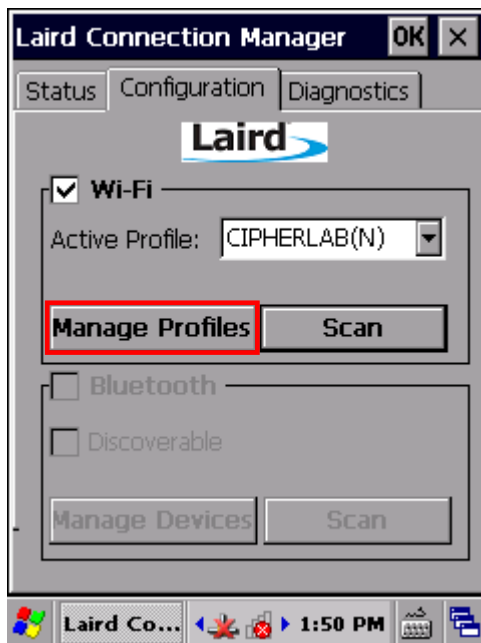 Laird Connection Manager OK
Status Configuration Diagnostics
Laird
Wi-Fi
Active Profile: CIPHERLAB(N)
Manage Profiles Scan
Bluetooth
Discoverable
Manage Devices Scan
Laird Co... 1:50 PM